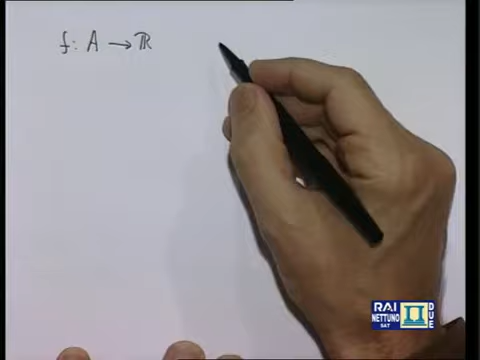 f: A → ℝ
RAI
NETTUNO
SAT
DUE